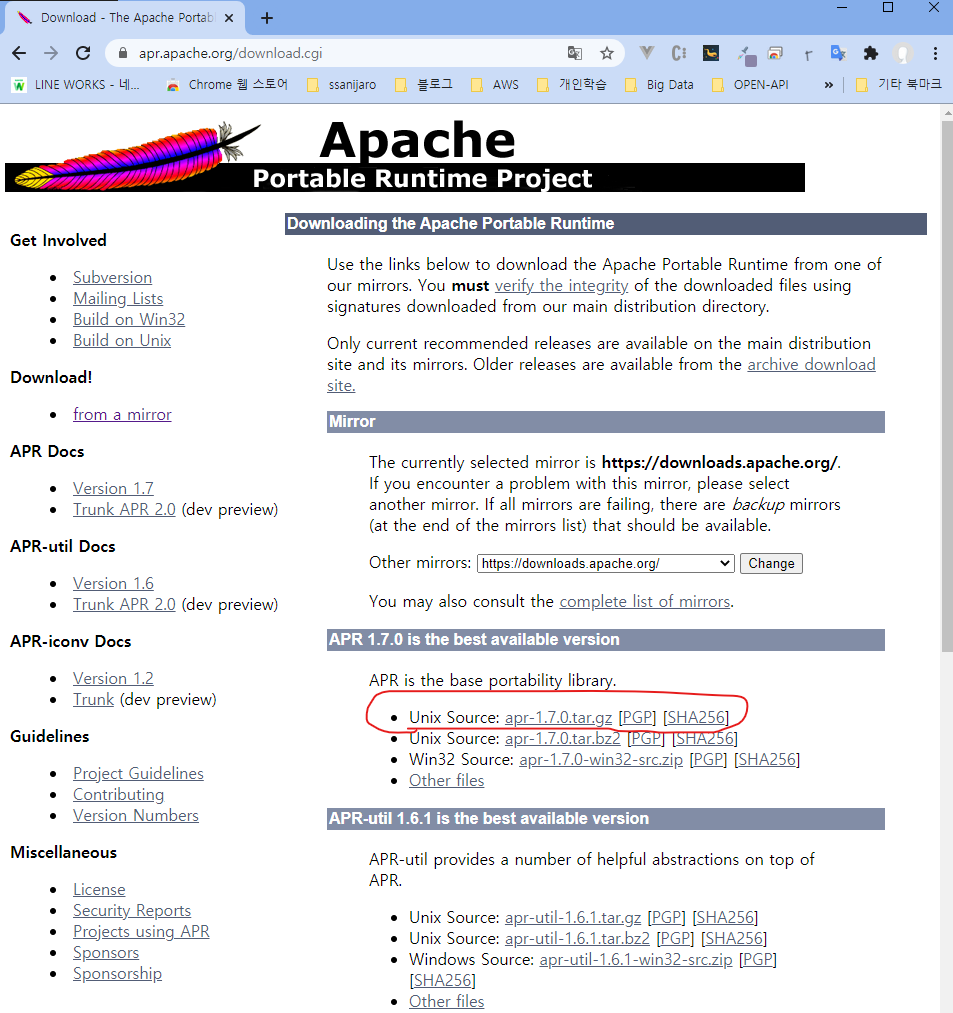 Download - The Apache Portab
apr.apache.org/download.cgi
LINE WORKS - 네...
Chrome 웹 스토어
ssanijaro
블로그
AWS
개인학습
Big Data
OPEN-API
»
기타 북마크
Apache
Portable Runtime Project
Get Involved
Subversion
Mailing Lists
Build on Win32
Build on Unix
Download!
from a mirror
APR Docs
Version 1.7
Trunk APR 2.0 (dev preview)
APR-util Docs
Version 1.6
Trunk APR 2.0 (dev preview)
APR-iconv Docs
Version 1.2
Trunk (dev preview)
Guidelines
Project Guidelines
Contributing
Version Numbers
Miscellaneous
License
Security Reports
Projects using APR
Sponsors
Sponsorship
Downloading the Apache Portable Runtime
Use the links below to download the Apache Portable Runtime from one of
our mirrors. You must verify the integrity of the downloaded files using
signatures downloaded from our main distribution directory.
Only current recommended releases are available on the main distribution
site and its mirrors. Older releases are available from the archive download
site.
Mirror
The currently selected mirror is https://downloads.apache.org/.
If you encounter a problem with this mirror, please select
another mirror. If all mirrors are failing, there are backup mirrors
(at the end of the mirrors list) that should be available.
Other mirrors: https://downloads.apache.org/ Change
You may also consult the complete list of mirrors.
APR 1.7.0 is the best available version
APR is the base portability library.
Unix Source: apr-1.7.0.tar.gz [PGP] [SHA256]
Unix Source: apr-1.7.0.tar.bz2 [PGP] [SHA256]
Win32 Source: apr-1.7.0-win32-src.zip [PGP] [SHA256]
Other files
APR-util 1.6.1 is the best available version
APR-util provides a number of helpful abstractions on top of
APR.
Unix Source: apr-util-1.6.1.tar.gz [PGP] [SHA256]
Unix Source: apr-util-1.6.1.tar.bz2 [PGP] [SHA256]
Windows Source: apr-util-1.6.1-win32-src.zip [PGP]
[SHA256]
Other files